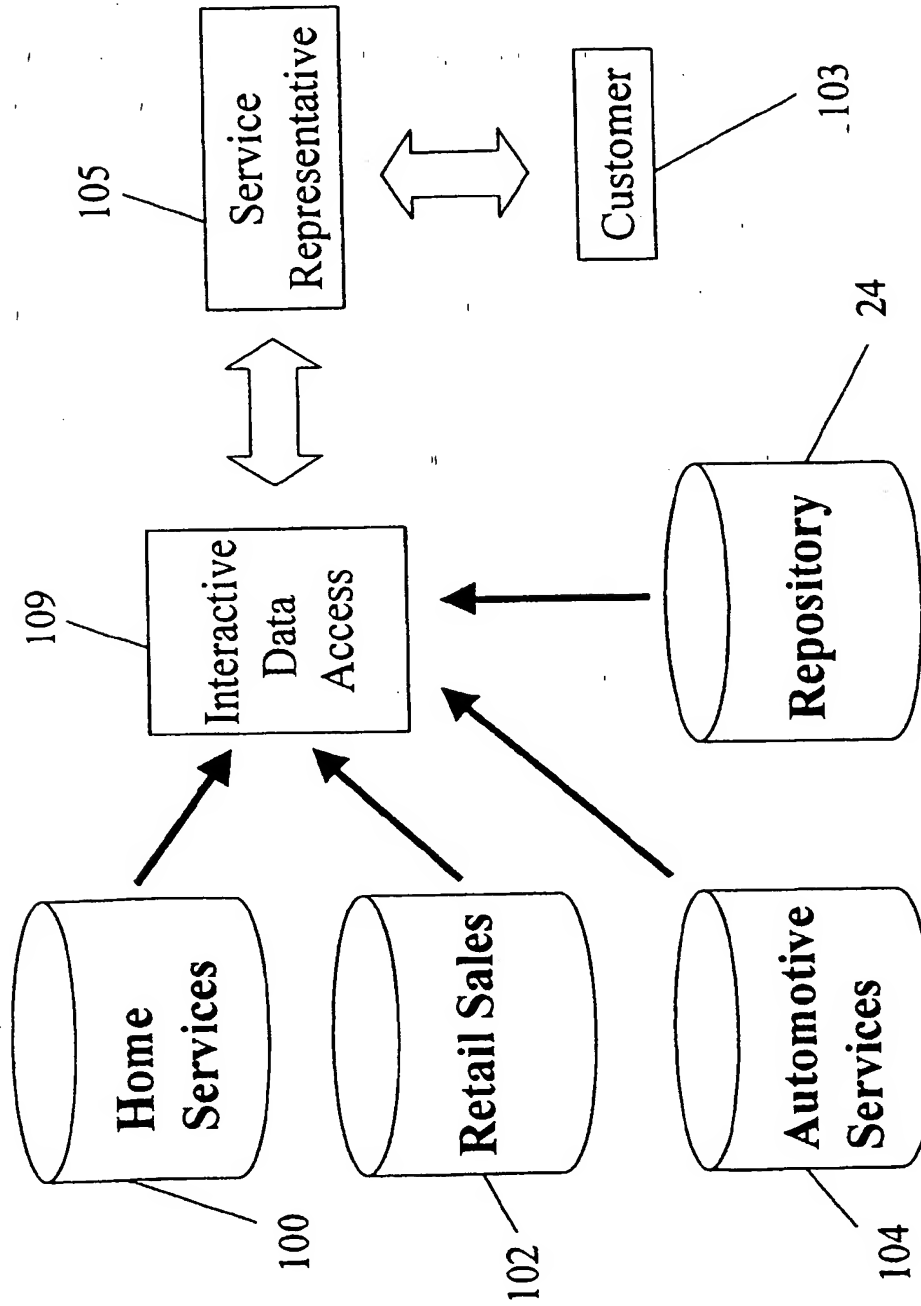 105
Service
Representative
109
Interactive
Data
Access
Customer
103
Home
Services
100
Retail Sales
102
Automotive
Services
104
Repository
24